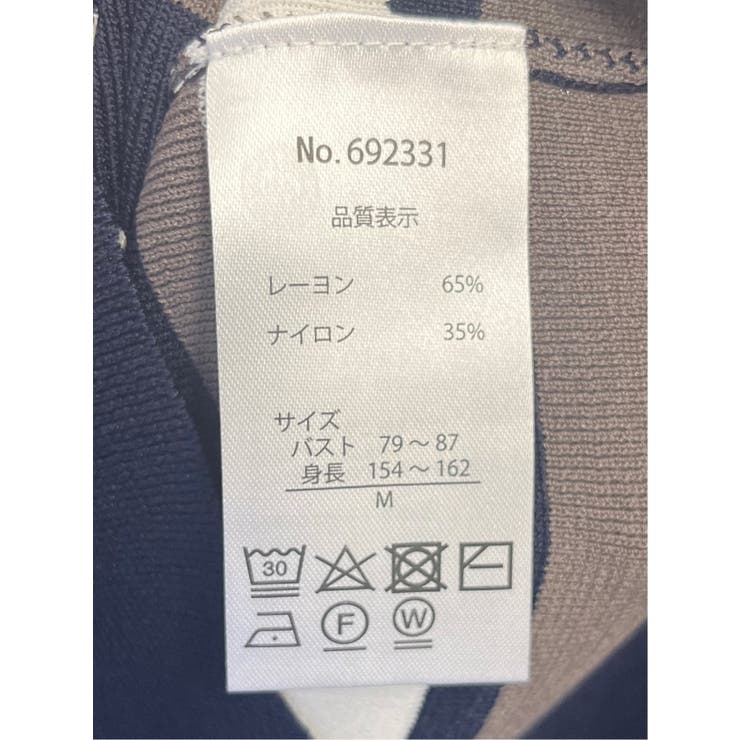 No. 692331
品質表示
レーヨン 65%
ナイロン 35%
サイズ
バスト 79～87
身長 154～162
M
30
F W